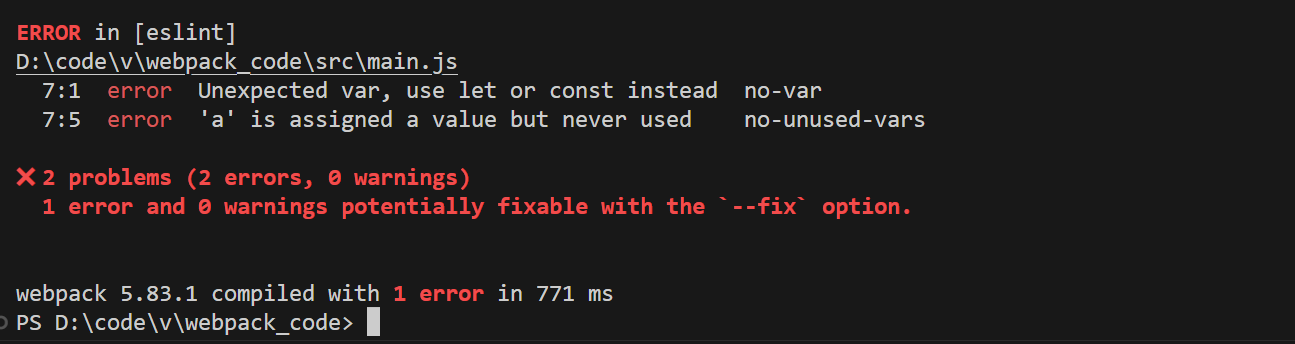 ERROR in [eslint]
D:\code\v\webpack_code\src\main.js
  7:1  error  Unexpected var, use let or const instead  no-var
  7:5  error  'a' is assigned a value but never used    no-unused-vars
❌ 2 problems (2 errors, 0 warnings)
  1 error and 0 warnings potentially fixable with the `--fix` option.
webpack 5.83.1 compiled with 1 error in 771 ms
PS D:\code\v\webpack_code>